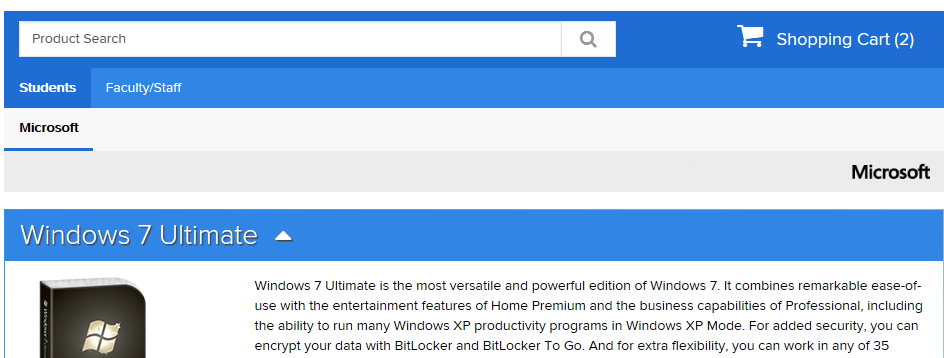 Product Search
Shopping Cart (2)
Students
Faculty/Staff
Microsoft
Microsoft
Windows 7 Ultimate
Windows 7 Ultimate is the most versatile and powerful edition of Windows 7. It combines remarkable ease-of-
use with the entertainment features of Home Premium and the business capabilities of Professional, including
the ability to run many Windows XP productivity programs in Windows XP Mode. For added security, you can
encrypt your data with BitLocker and BitLocker To Go. And for extra flexibility, you can work in any of 35